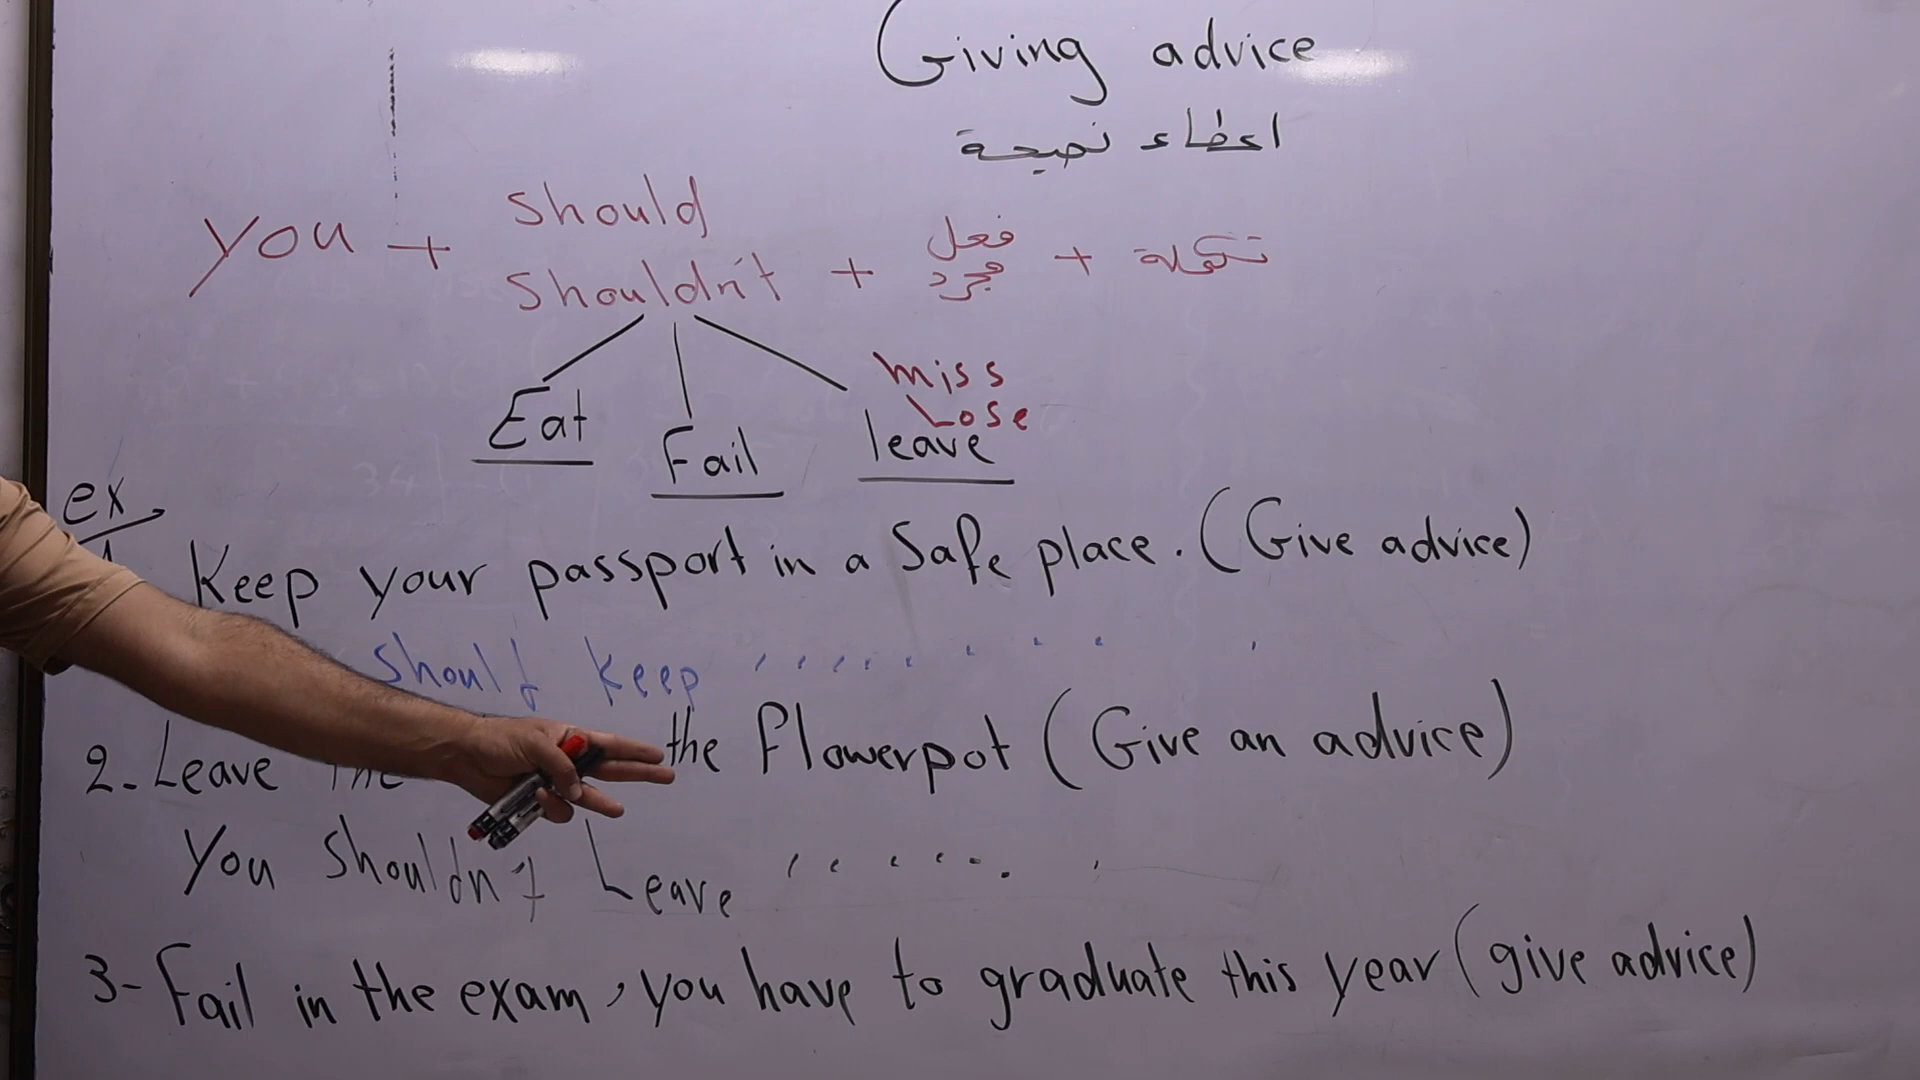 Giving advice
اعطاء نصيحة
you + should shouldn't + فعل مجرد + تكملة
miss
Lose
Eat Fail leave
ex
Keep your passport in a Safe place. (Give advice)
should keep
2- Leave the the flowerpot (Give an advice)
You shouldn't Leave
3- Fail in the exam, you have to graduate this year (give advice)